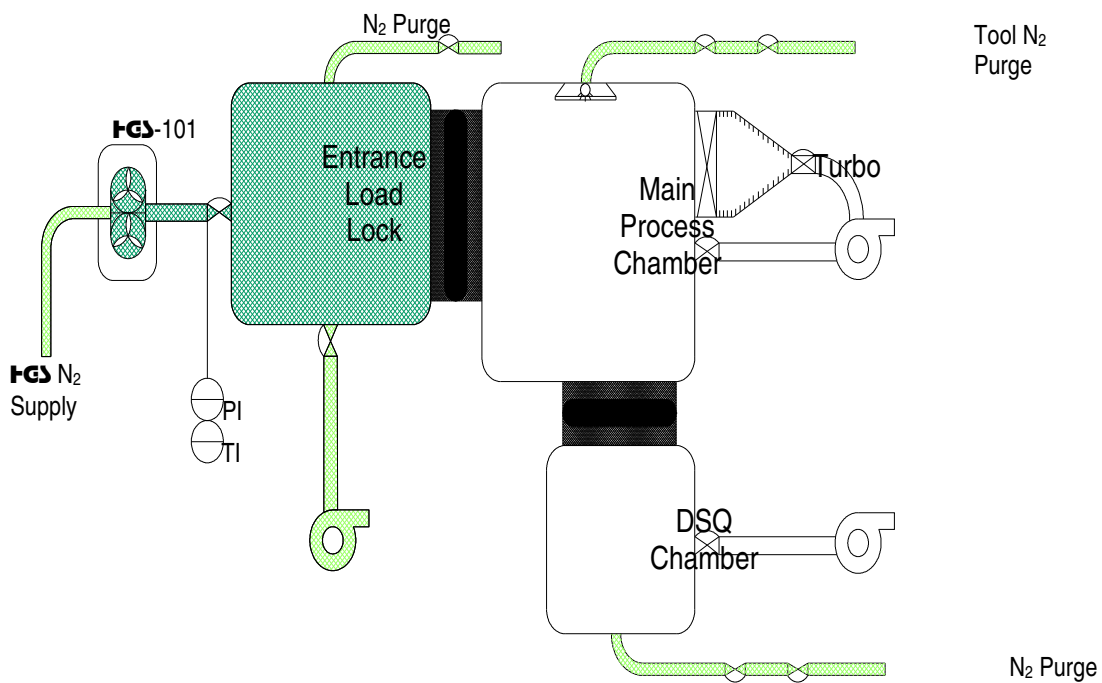 N₂ Purge
Tool N₂
Purge
HGS-101
Entrance
Load
Lock
Turbo
Main
Process
Chamber
HGS N₂
Supply
PI
TI
DSQ
Chamber
N₂ Purge